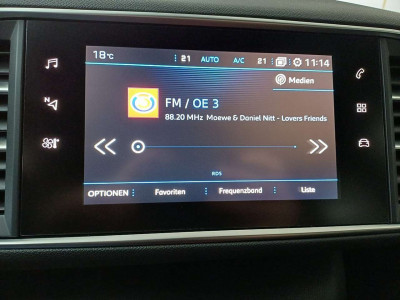 18°C 21 AUTO A/C 21 11:14
Medien
FM / OE 3
88.20 MHz Moewe & Daniel Nitt - Lovers Friends
N
RDS
OPTIONEN Favoriten Frequenzband Liste